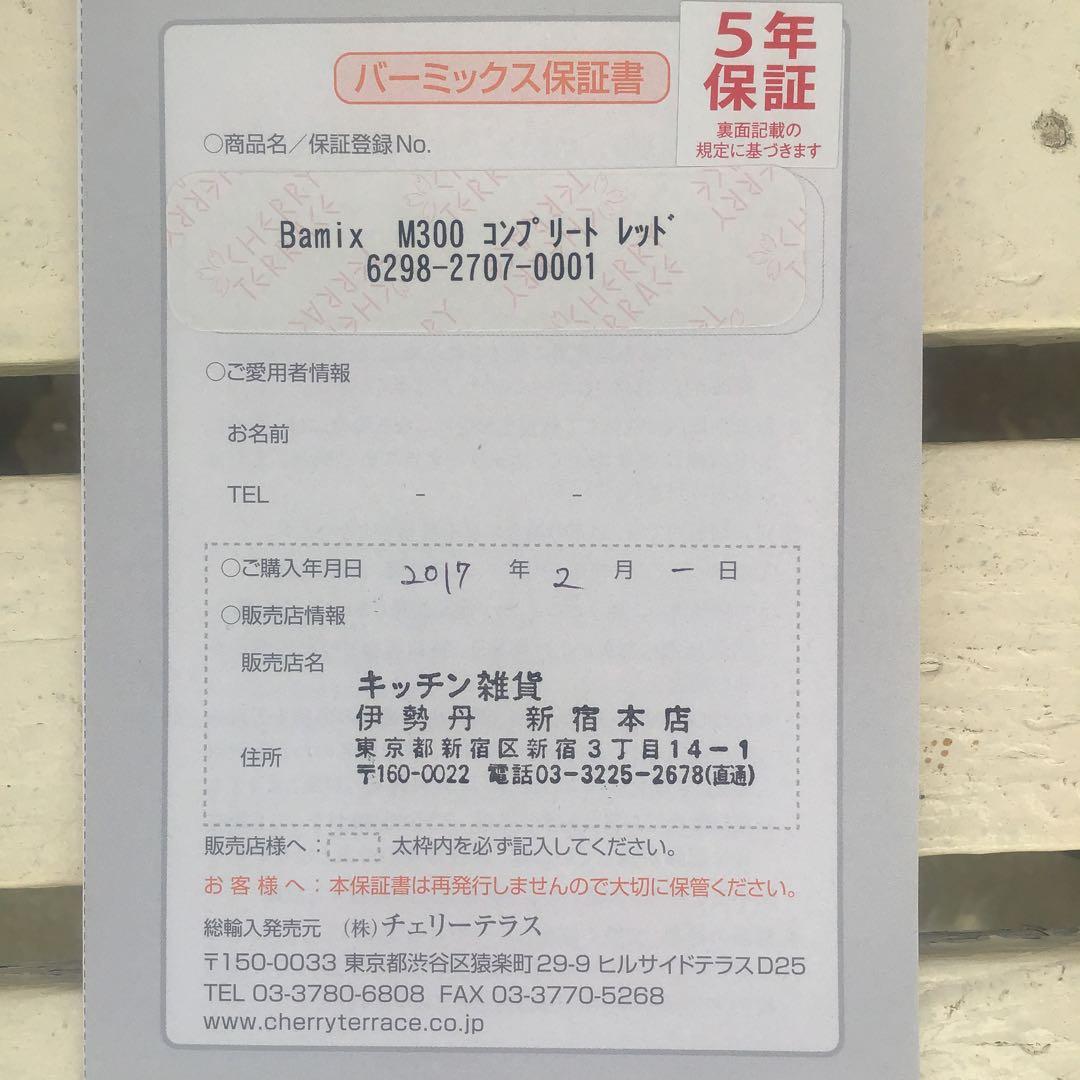 5年
保証
裏面記載の
規定に基づきます
バーミックス保証書
○商品名/保証登録No.
Bamix M300 コンプリート レッド
6298-2707-0001
○ご愛用者情報
お名前
TEL - -
○ご購入年月日 2017 年 2 月 ー 日
○販売店情報
販売店名
キッチン雑貨
伊勢丹 新宿本店
住所
東京都新宿区新宿3丁目14-1
〒160-0022 電話03-3225-2678(直通)
販売店様へ: 太枠内を必ず記入してください。
お客様へ:本保証書は再発行しませんので大切に保管ください。
総輸入発売元 (株)チェリーテラス
〒150-0033 東京都渋谷区猿楽町29-9 ヒルサイドテラスD25
TEL 03-3780-6808 FAX 03-3770-5268
www.cherryterrace.co.jp